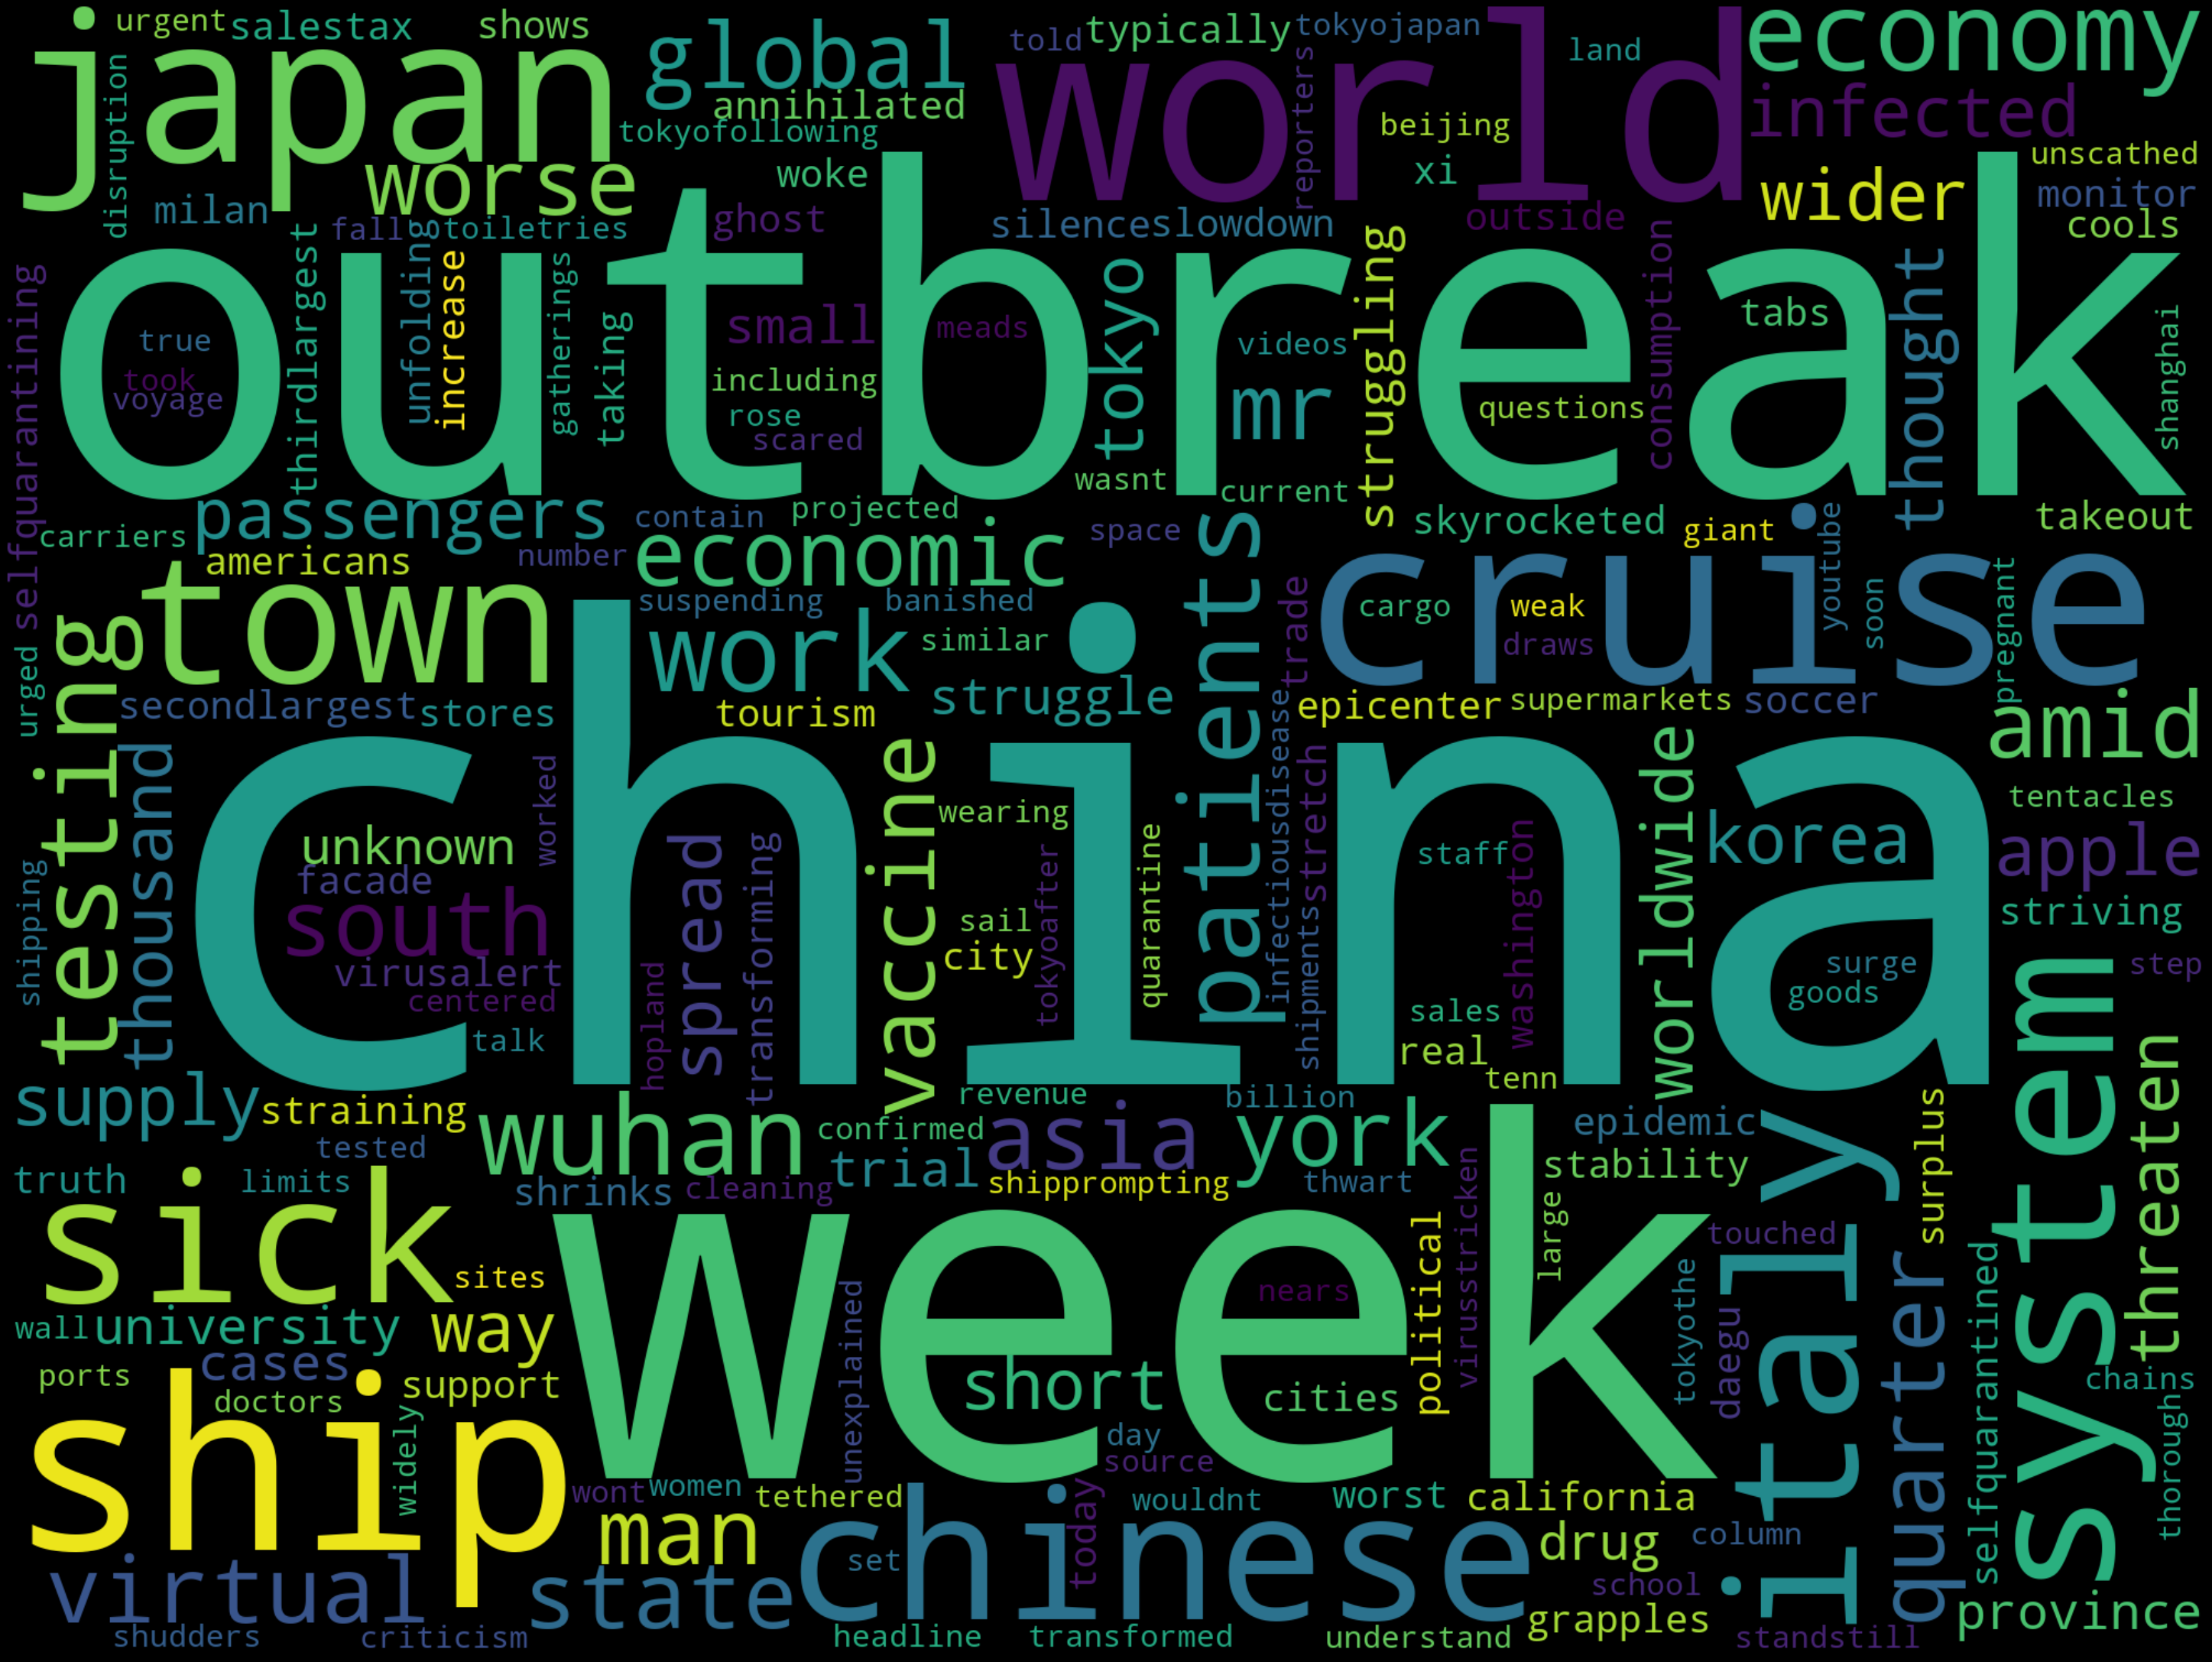 urgent
salestax
shows
japan
global
told
typically
tokyojapan
world
land
economy
disruption
annihilated
tokyofollowing
reporters
beijing
infected
worse
woke
xi
unscathed
milan
wider
monitor
fall
toiletries
ghost
silence
slowdown
outside
cools
outbreak
selfquarantining
thirdlargest
unfolding
increase
gatherings
taking
small
meads
tokyo
struggling
consumption
tabs
thought
shanghai
true
took
voyage
including
rose
scared
videos
mr
questions
wasnt
current
carriers
passengers
contain
projected
space
skyrocketed
giant
youtube
takeout
americans
number
economic
patients
cruise
town
suspending
banished
trade
cargo
weak
soon
pregnant
urged
testing
work
similar
draws
secondlargest
stores
tourism
struggle
epicenter
supermarkets
soccer
amid
china
thousand
worked
vaccine
wearing
infectiousdisease
stretch
worldwide
tentacles
unknown
spread
transforming
quarantine
staff
washington
korea
apple
facade
south
shipping
tokyoafter
sail
city
striving
virusalert
centered
hopland
shipments
surge
goods
step
talk
sales
real
system
supply
straining
revenue
tenn
billion
wuhan
confirmed
asia
york
epidemic
surplus
threaten
tested
truth
limits
trial
shrinks
cleaning
shipprompting
thwart
stability
sick
week
political
virusstricken
large
italy
touched
quarter
selfquarantined
sites
nears
tokyothe
wall
university
way
unexplained
daegu
ports
cases
doctors
support
short
cities
chains
ship
widely
day
source
thorough
wont
women
tethered
today
wouldnt
worst
california
man
chinese
drug
column
virtual
state
set
school
grapples
province
shudders
criticism
headline
transformed
understand
standstill